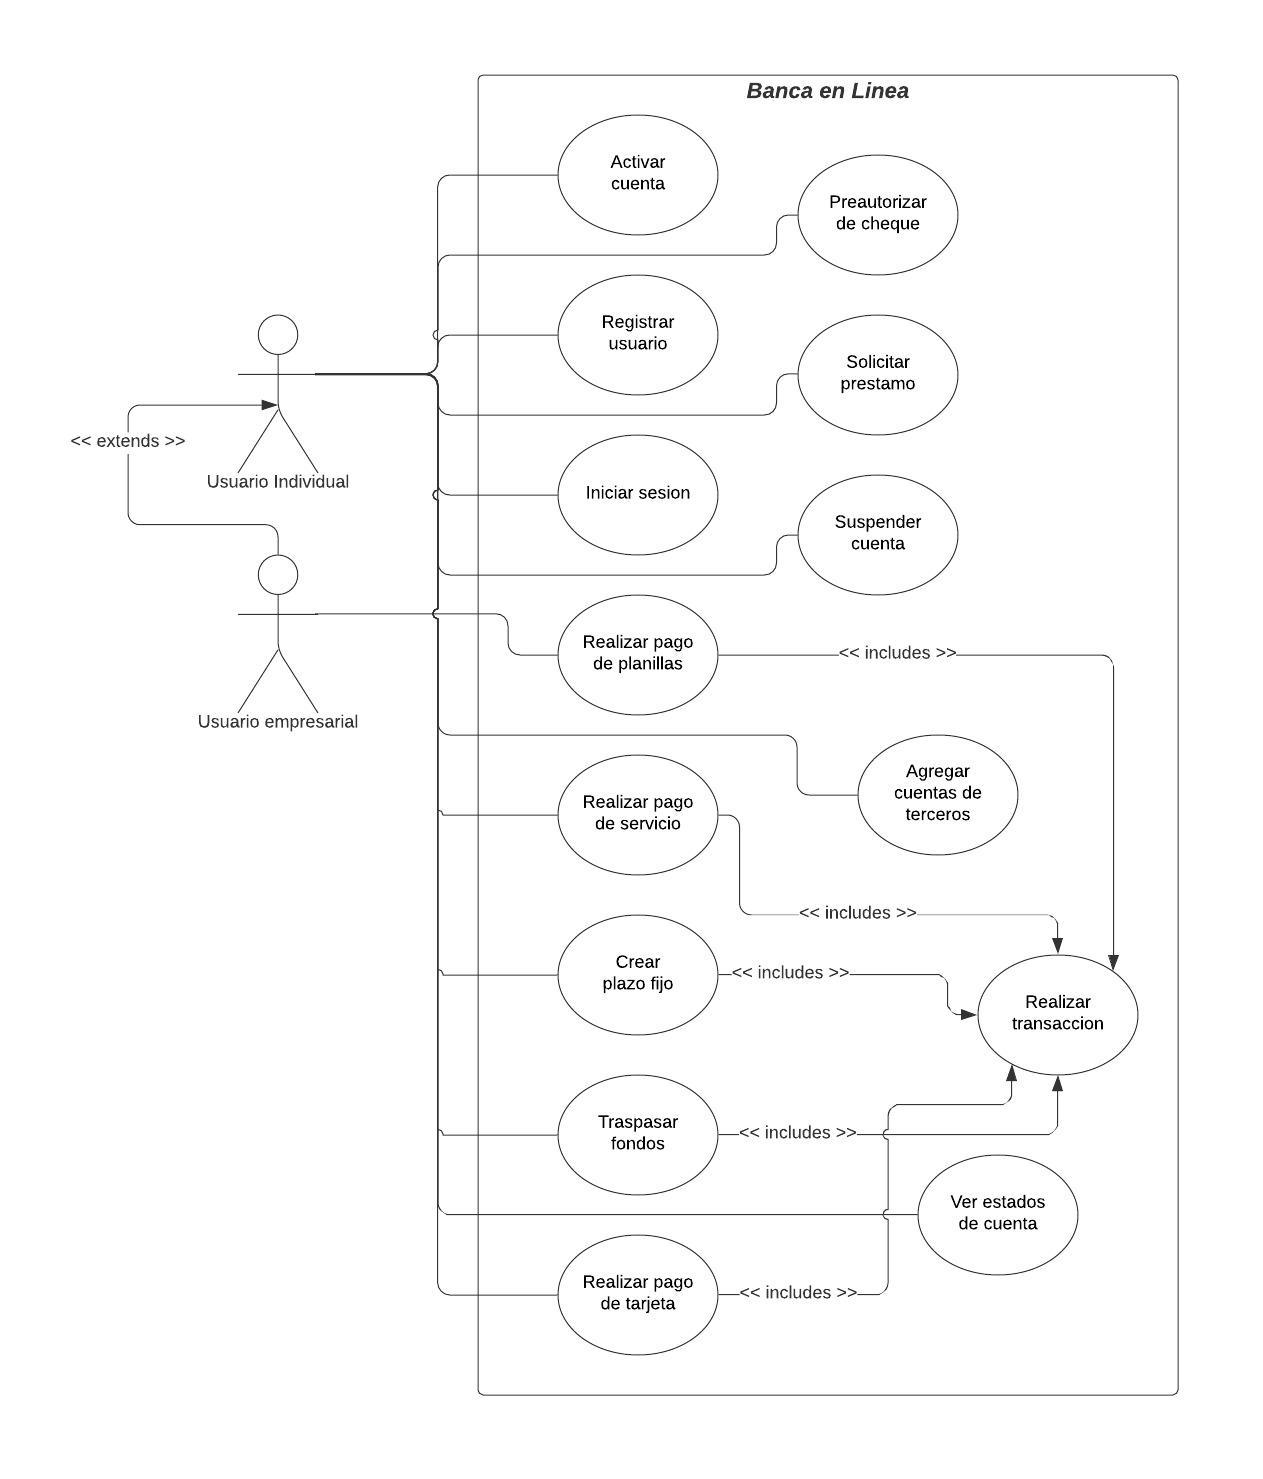 Banca en Linea
Activar
cuenta
Preautorizar
de cheque
Registrar
usuario
Solicitar
prestamo
<< extends >>
Usuario Individual
Iniciar sesion
Suspender
cuenta
Realizar pago
de planillas
<< includes >>
Usuario empresarial
Agregar
cuentas de
terceros
Realizar pago
de servicio
<< includes >>
Crear
plazo fijo
<< includes >>
Realizar
transaccion
Traspasar
fondos
<< includes >>
Ver estados
de cuenta
Realizar pago
de tarjeta
<< includes >>